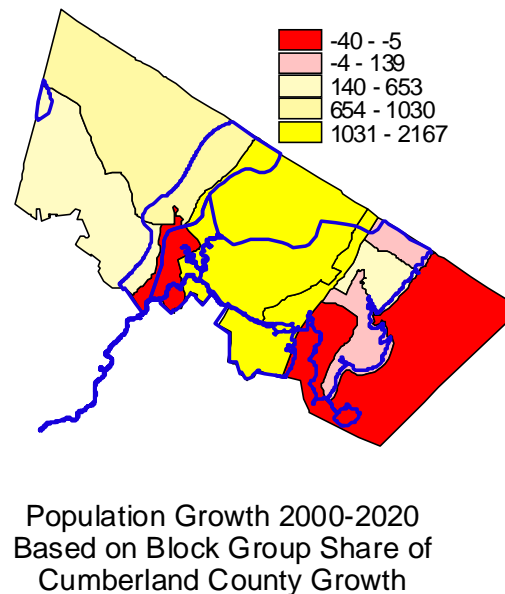 -40 - -5
-4 - 139
140 - 653
654 - 1030
1031 - 2167
Population Growth 2000-2020
Based on Block Group Share of
Cumberland County Growth